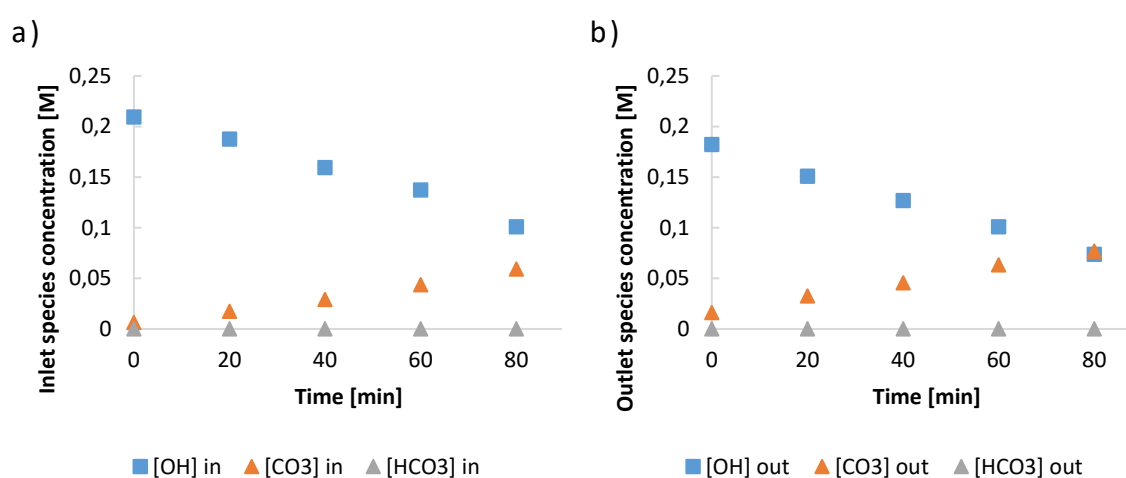 a)
Inlet species concentration [M]
0,25
0,2
0,15
0,1
0,05
0
0 20 40 60 80
Time [min]
[OH] in [CO3] in [HCO3] in
b)
Outlet species concentration [M]
0,25
0,2
0,15
0,1
0,05
0
0 20 40 60 80
Time [min]
[OH] out [CO3] out [HCO3] out